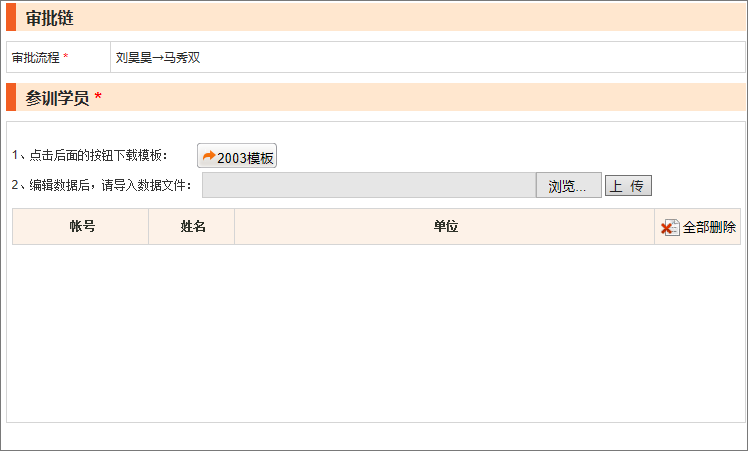 审批链
审批流程 * 刘昊昊→马秀双
参训学员 *
1、点击后面的按钮下载模板： 2003模板
2、编辑数据后，请导入数据文件： 浏览... 上 传
帐号 姓名 单位 全部删除